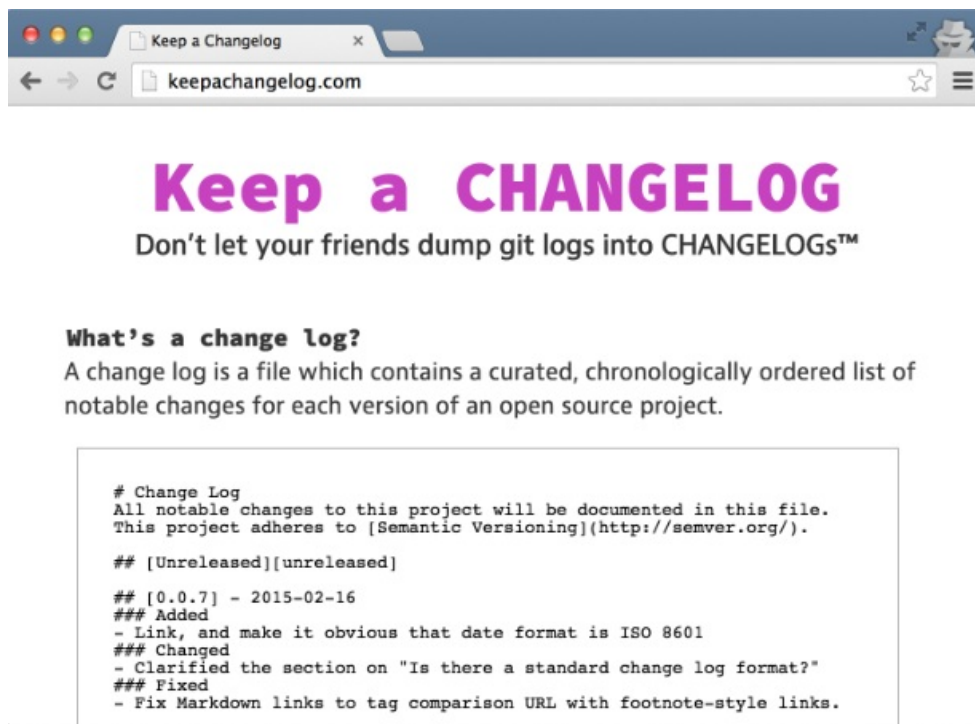 Keep a Changelog
keepachangelog.com
Keep a CHANGELOG
Don't let your friends dump git logs into CHANGELOGs™
What's a change log?
A change log is a file which contains a curated, chronologically ordered list of
notable changes for each version of an open source project.
# Change Log
All notable changes to this project will be documented in this file.
This project adheres to [Semantic Versioning](http://semver.org/).
## [Unreleased][unreleased]
## [0.0.7] - 2015-02-16
### Added
- Link, and make it obvious that date format is ISO 8601
### Changed
- Clarified the section on "Is there a standard change log format?"
### Fixed
- Fix Markdown links to tag comparison URL with footnote-style links.